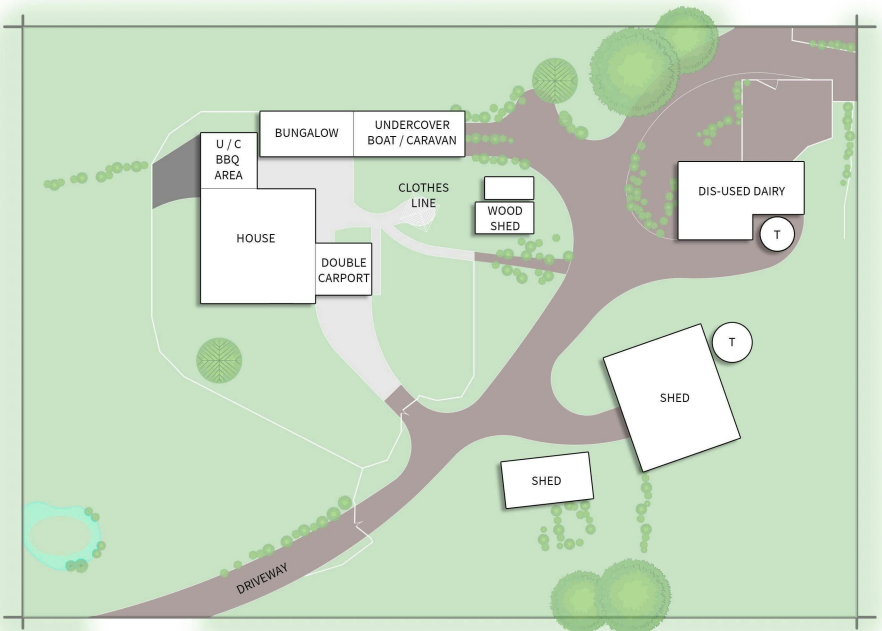 BUNGALOW
UNDERCOVER
BOAT / CARAVAN
U / C
BBQ
AREA
CLOTHES
LINE
WOOD
SHED
DIS-USED DAIRY
T
HOUSE
DOUBLE
CARPORT
T
SHED
SHED
DRIVEWAY